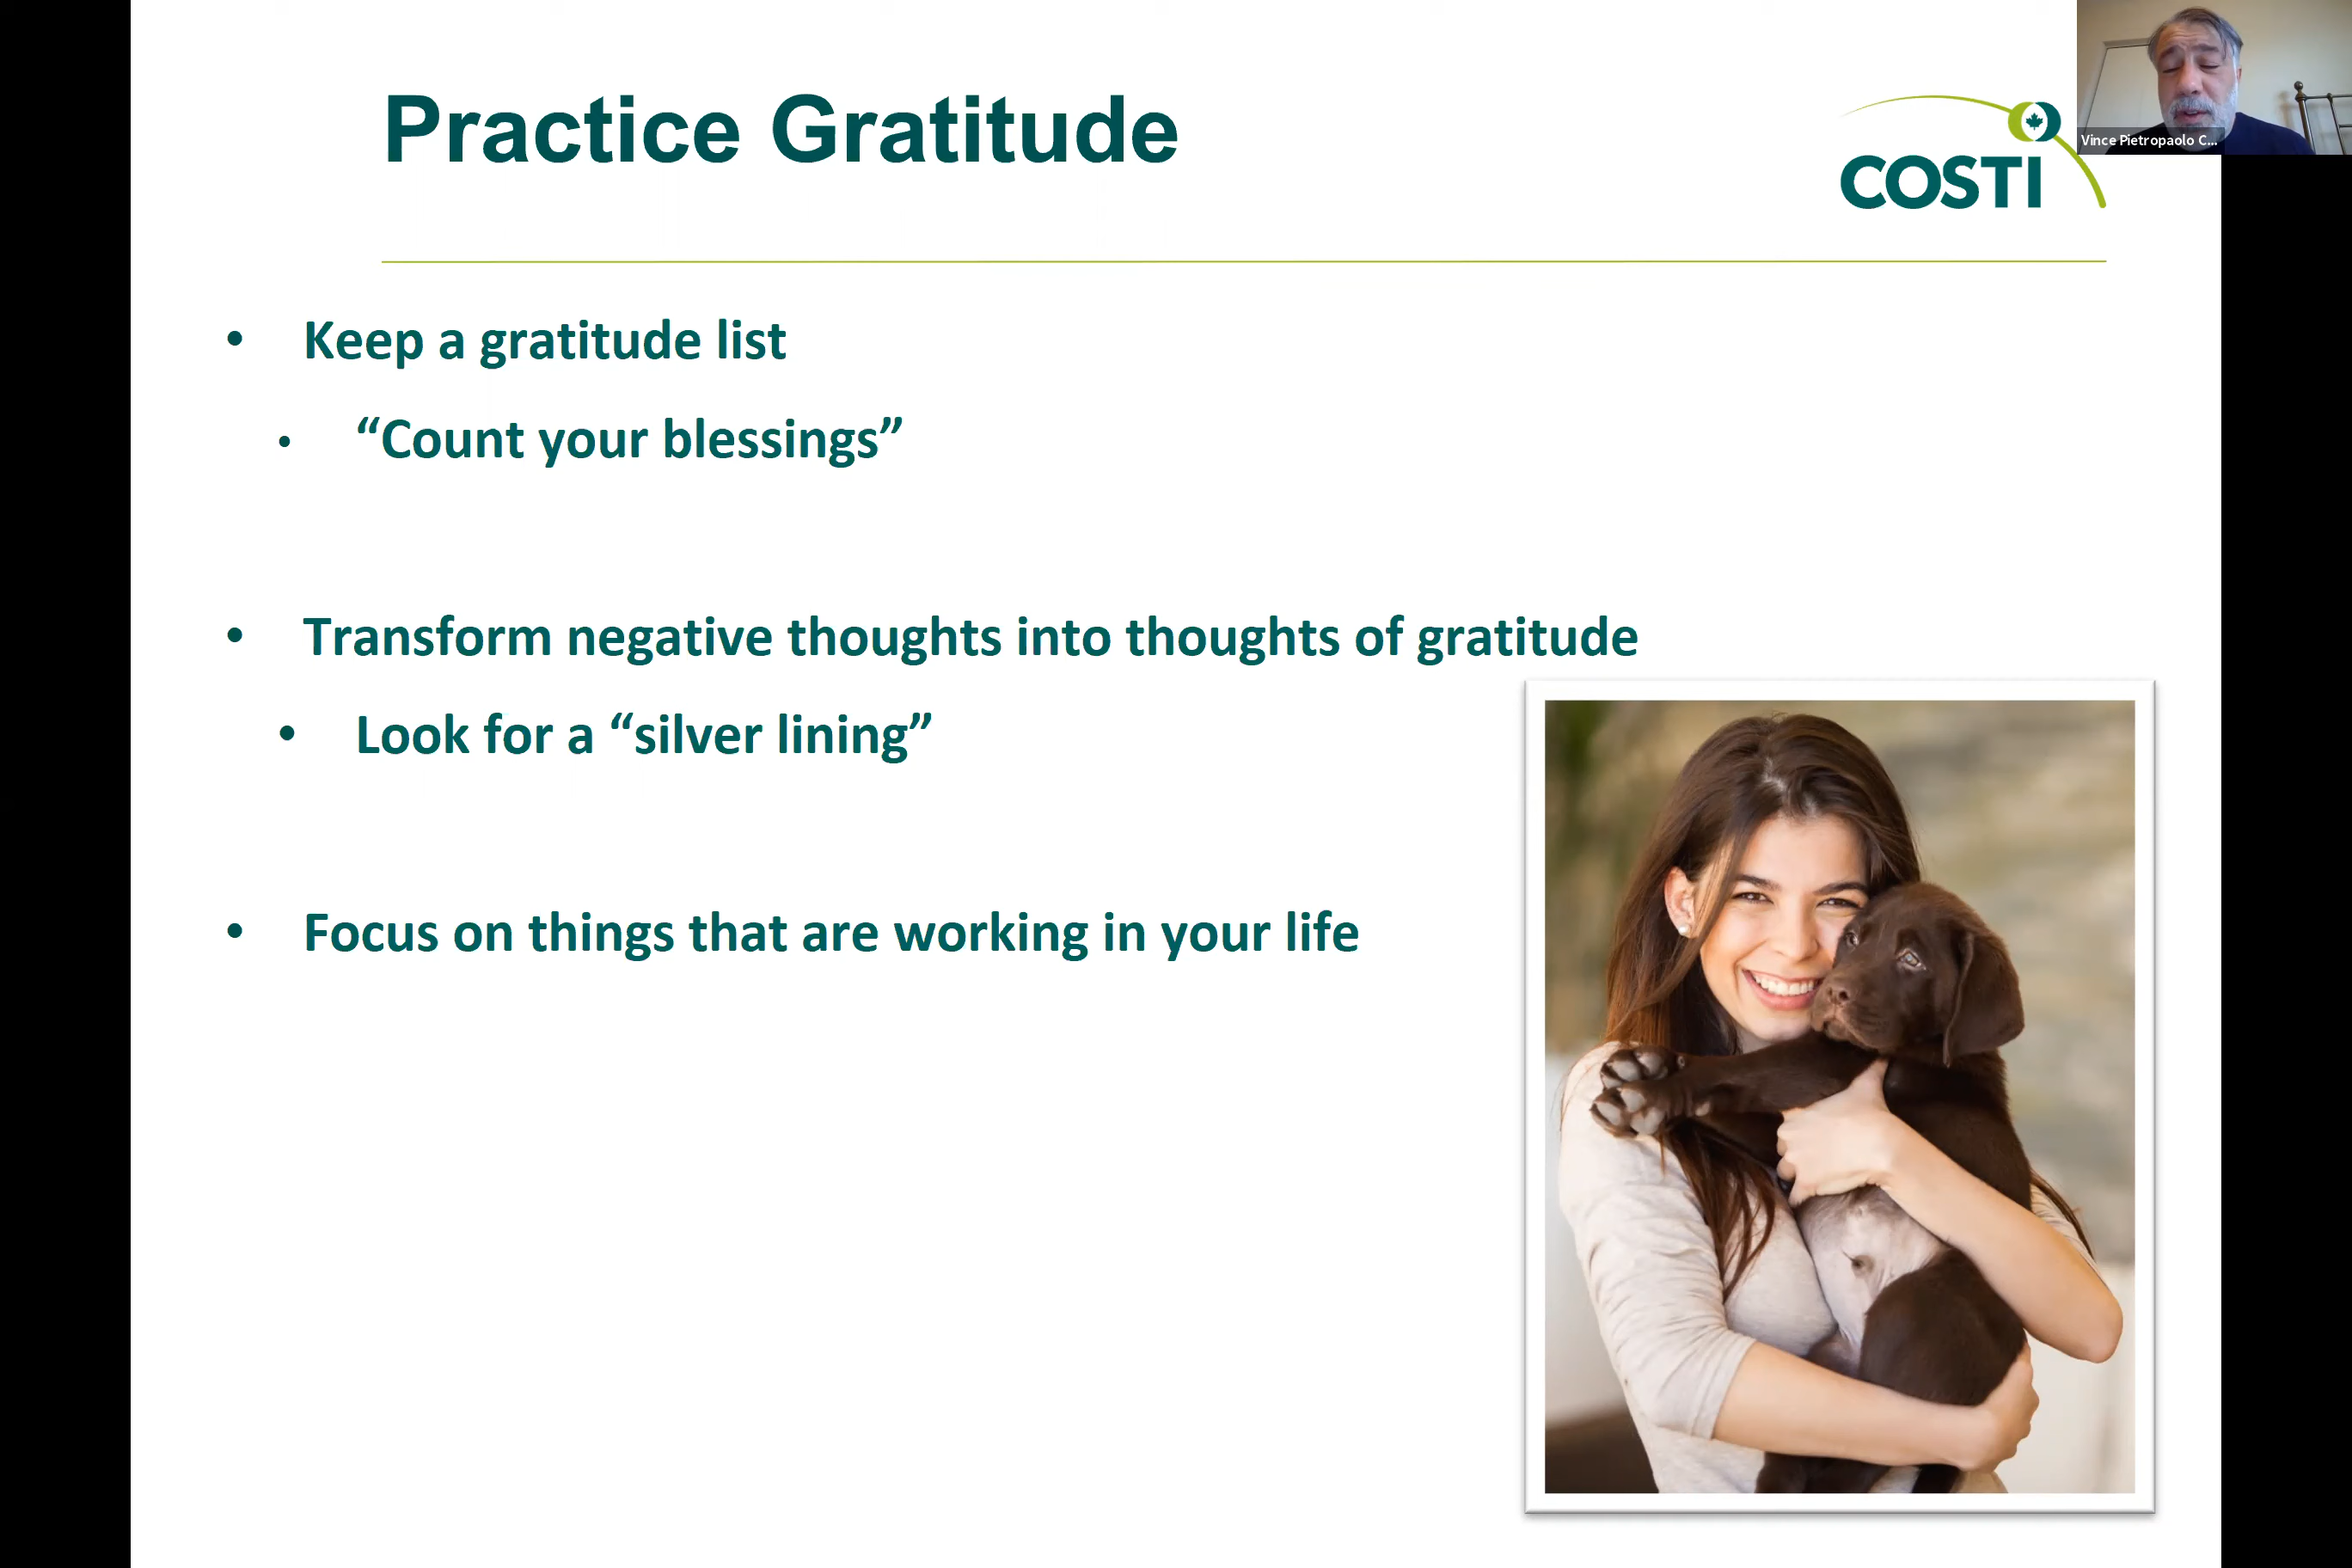 Practice Gratitude
COSTI
Vince Pietropaolo C...
• Keep a gratitude list
• “Count your blessings”
• Transform negative thoughts into thoughts of gratitude
• Look for a “silver lining”
• Focus on things that are working in your life